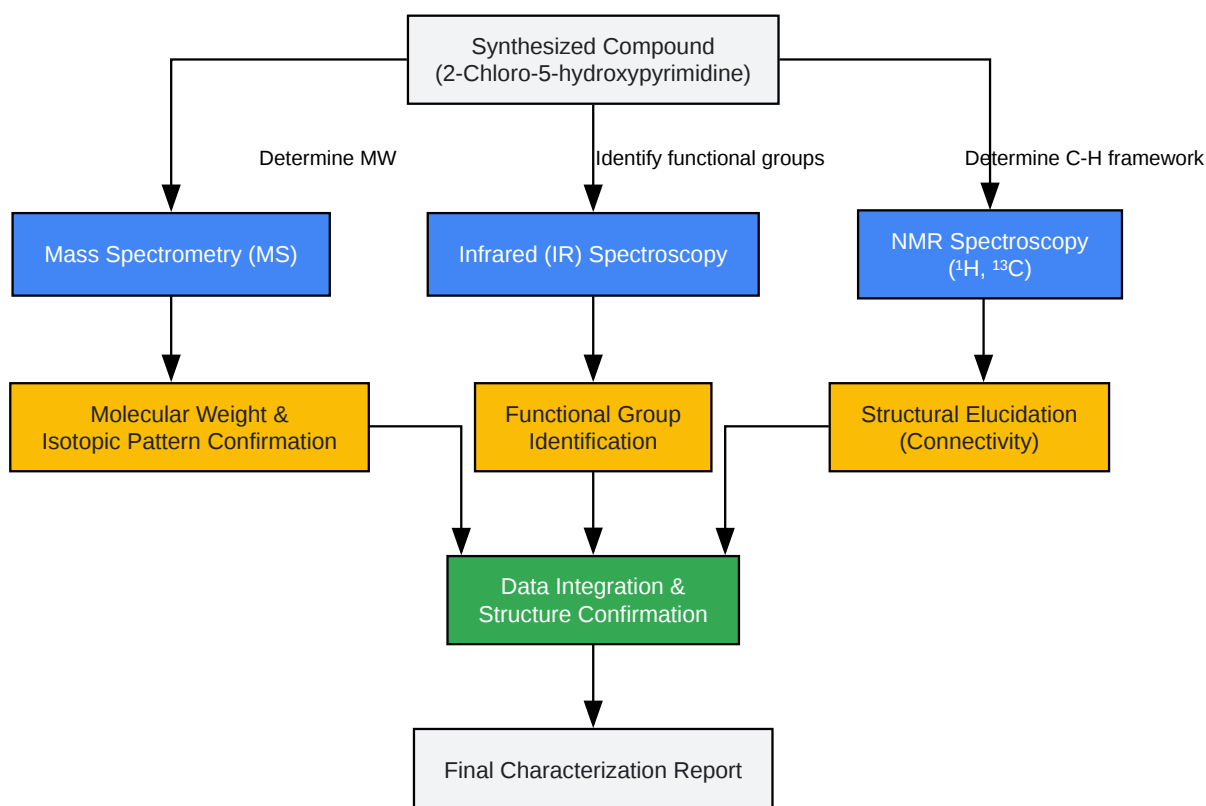 Synthesized Compound
(2-Chloro-5-hydroxypyrimidine)
Determine MW
Identify functional groups
Determine C-H framework
Mass Spectrometry (MS)
Infrared (IR) Spectroscopy
NMR Spectroscopy
(¹H, ¹³C)
Molecular Weight &
Isotopic Pattern Confirmation
Functional Group
Identification
Structural Elucidation
(Connectivity)
Data Integration &
Structure Confirmation
Final Characterization Report